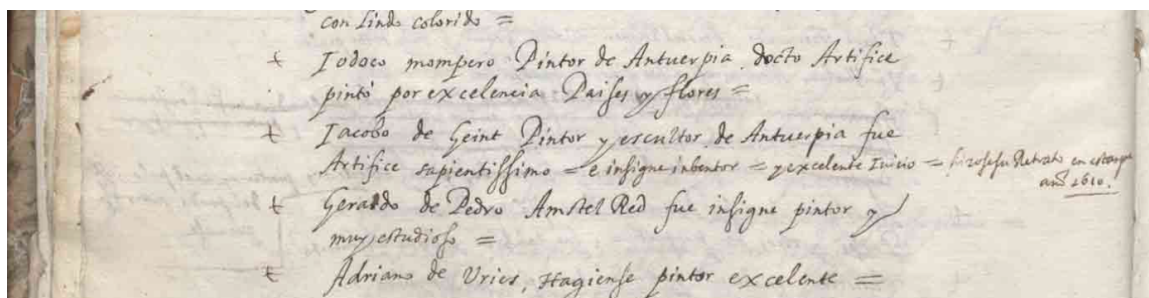 con Lindo colorido =
+ Iodoco mompero Pintor de Antuerpia docto Artifice
pintó por excelencia Paises y flores =
+ Iacobo de Geint Pintor y escultor de Antuerpia fue
Artifice sapientissimo = e insigne inbentor = y excelente Iuicio = hizose su Retrato en estampa
año 1610.
+ Geraldo de Pedro Amstel Red fue insigne pintor y
muy estudioso =
+ Adriano de Vries, Hagiense pintor excelente =